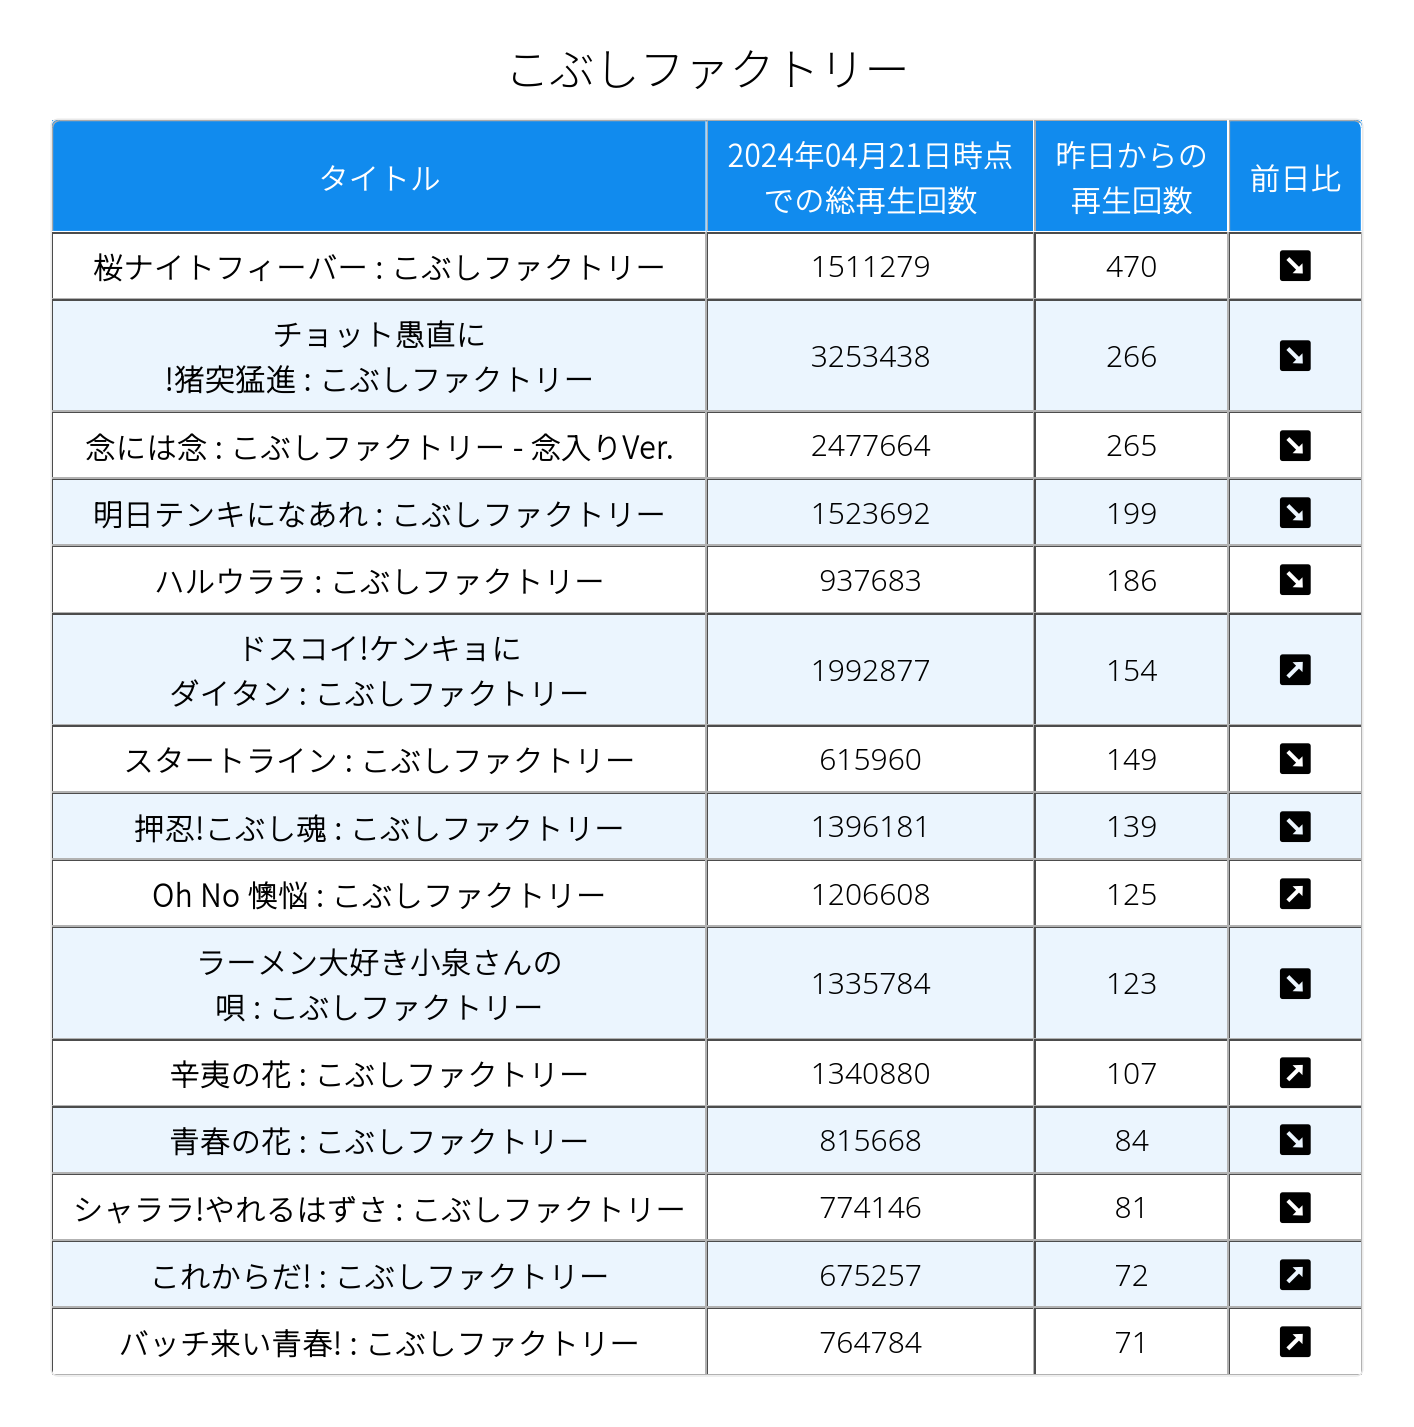 こぶしファクトリー
タイトル
2024年04月21日時点
での総再生回数
昨日からの
再生回数
前日比
桜ナイトフィーバー : こぶしファクトリー
1511279
470
チョット愚直に
!猪突猛進 : こぶしファクトリー
3253438
266
念には念 : こぶしファクトリー - 念入りVer.
2477664
265
明日テンキになあれ : こぶしファクトリー
1523692
199
ハルウララ : こぶしファクトリー
937683
186
ドスコイ!ケンキョに
ダイタン : こぶしファクトリー
1992877
154
スタートライン : こぶしファクトリー
615960
149
押忍!こぶし魂 : こぶしファクトリー
1396181
139
Oh No 懊悩 : こぶしファクトリー
1206608
125
ラーメン大好き小泉さんの
唄 : こぶしファクトリー
1335784
123
辛夷の花 : こぶしファクトリー
1340880
107
青春の花 : こぶしファクトリー
815668
84
シャララ!やれるはずさ : こぶしファクトリー
774146
81
これからだ! : こぶしファクトリー
675257
72
バッチ来い青春! : こぶしファクトリー
764784
71